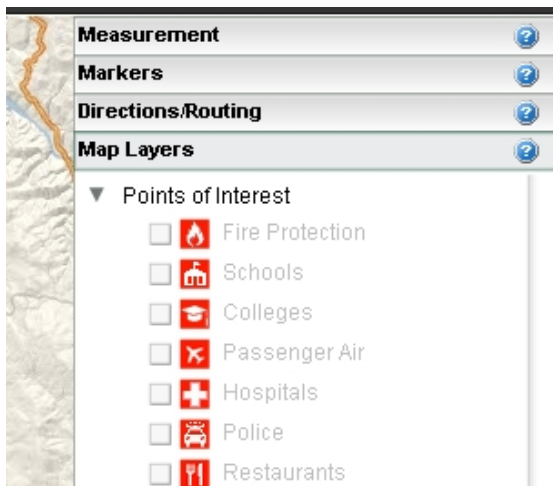 Measurement
Markers
Directions/Routing
Map Layers
Points of Interest
Fire Protection
Schools
Colleges
Passenger Air
Hospitals
Police
Restaurants